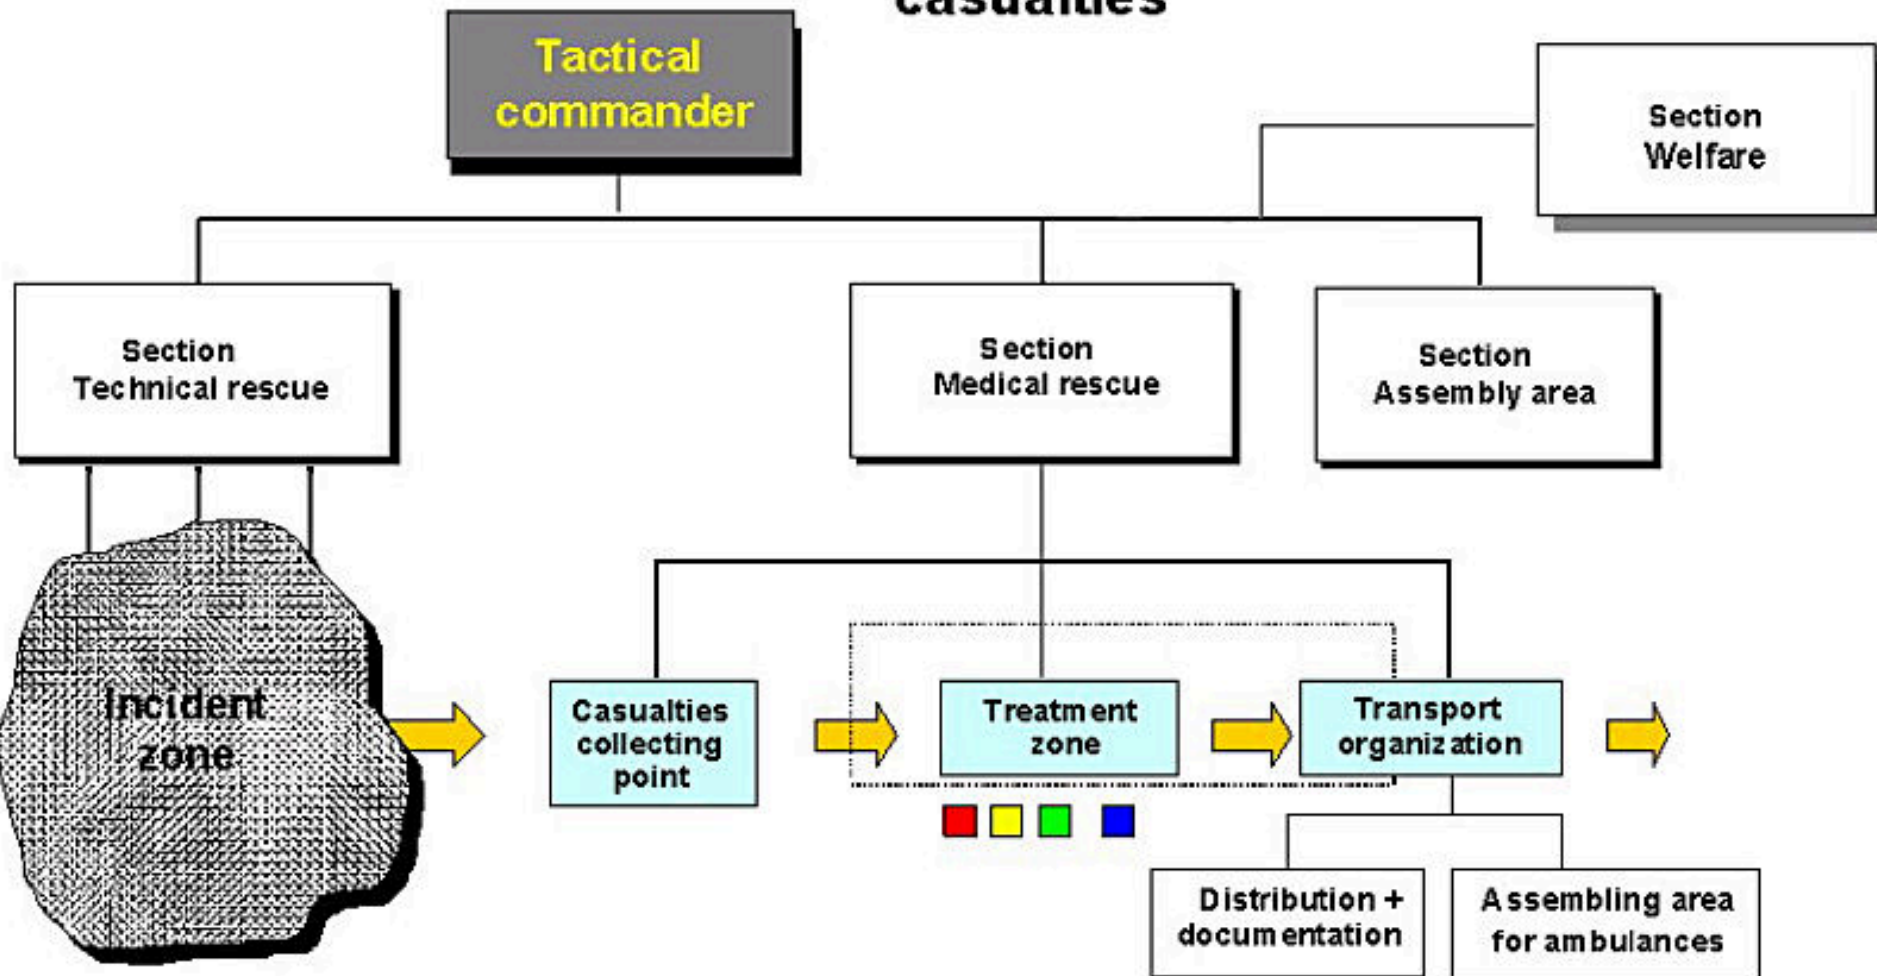 casualties
Tactical
commander
Section
Welfare
Section
Technical rescue
Section
Medical rescue
Section
Assembly area
Incident
zone
Casualties
collecting
point
Treatment
zone
Transport
organization
Distribution +
documentation
Assembling area
for ambulances